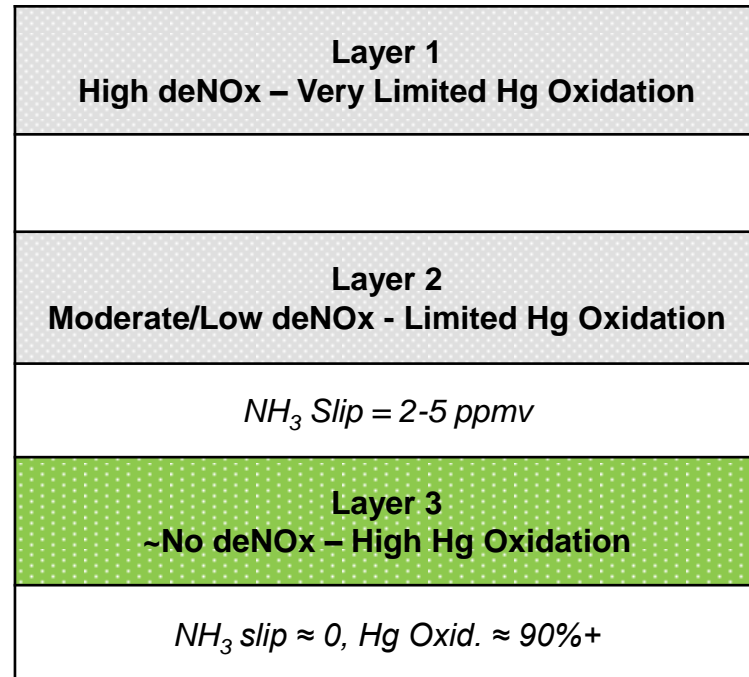 Layer 1
High deNOx – Very Limited Hg Oxidation
Layer 2
Moderate/Low deNOx - Limited Hg Oxidation
NH₃ Slip = 2-5 ppmv
Layer 3
~No deNOx – High Hg Oxidation
NH₃ slip ≈ 0, Hg Oxid. ≈ 90%+